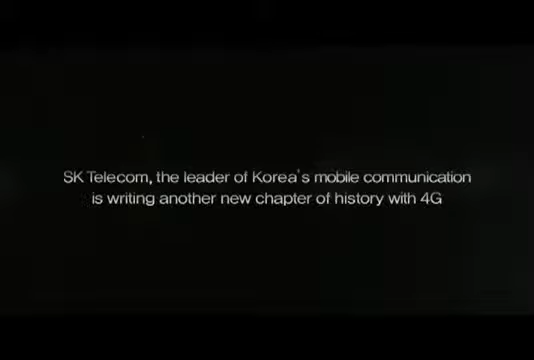 SK Telecom, the leader of Korea's mobile communication
is writing another new chapter of history with 4G